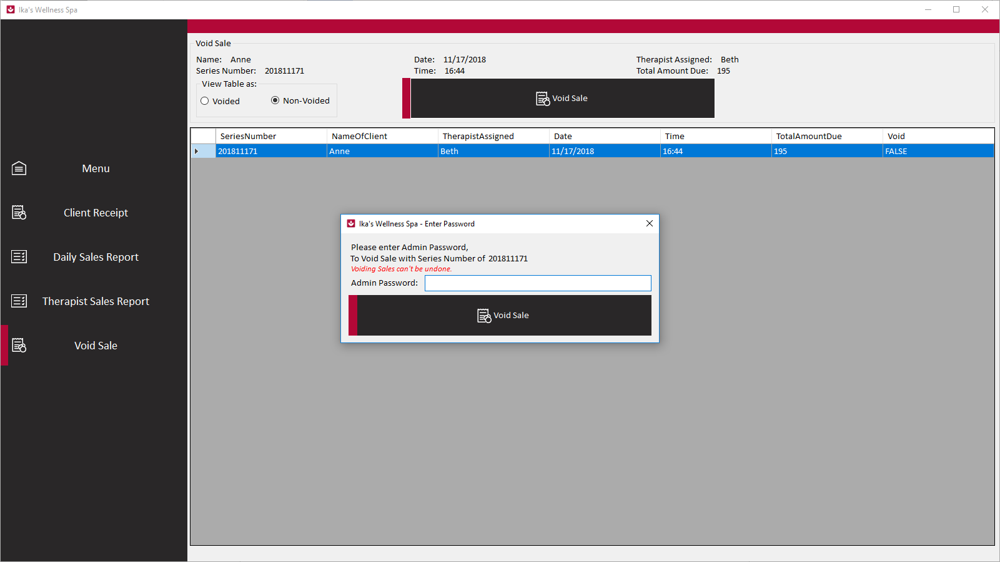 Ika's Wellness Spa
Menu
Client Receipt
Daily Sales Report
Therapist Sales Report
Void Sale
Void Sale
Name: Anne Date: 11/17/2018 Therapist Assigned: Beth
Series Number: 201811171 Time: 16:44 Total Amount Due: 195
View Table as:
Voided Non-Voided
Void Sale
SeriesNumber NameOfClient TherapistAssigned Date Time TotalAmountDue Void
201811171 Anne Beth 11/17/2018 16:44 195 FALSE
Ika's Wellness Spa - Enter Password
Please enter Admin Password,
To Void Sale with Series Number of 201811171
Voiding Sales can't be undone.
Admin Password:
Void Sale